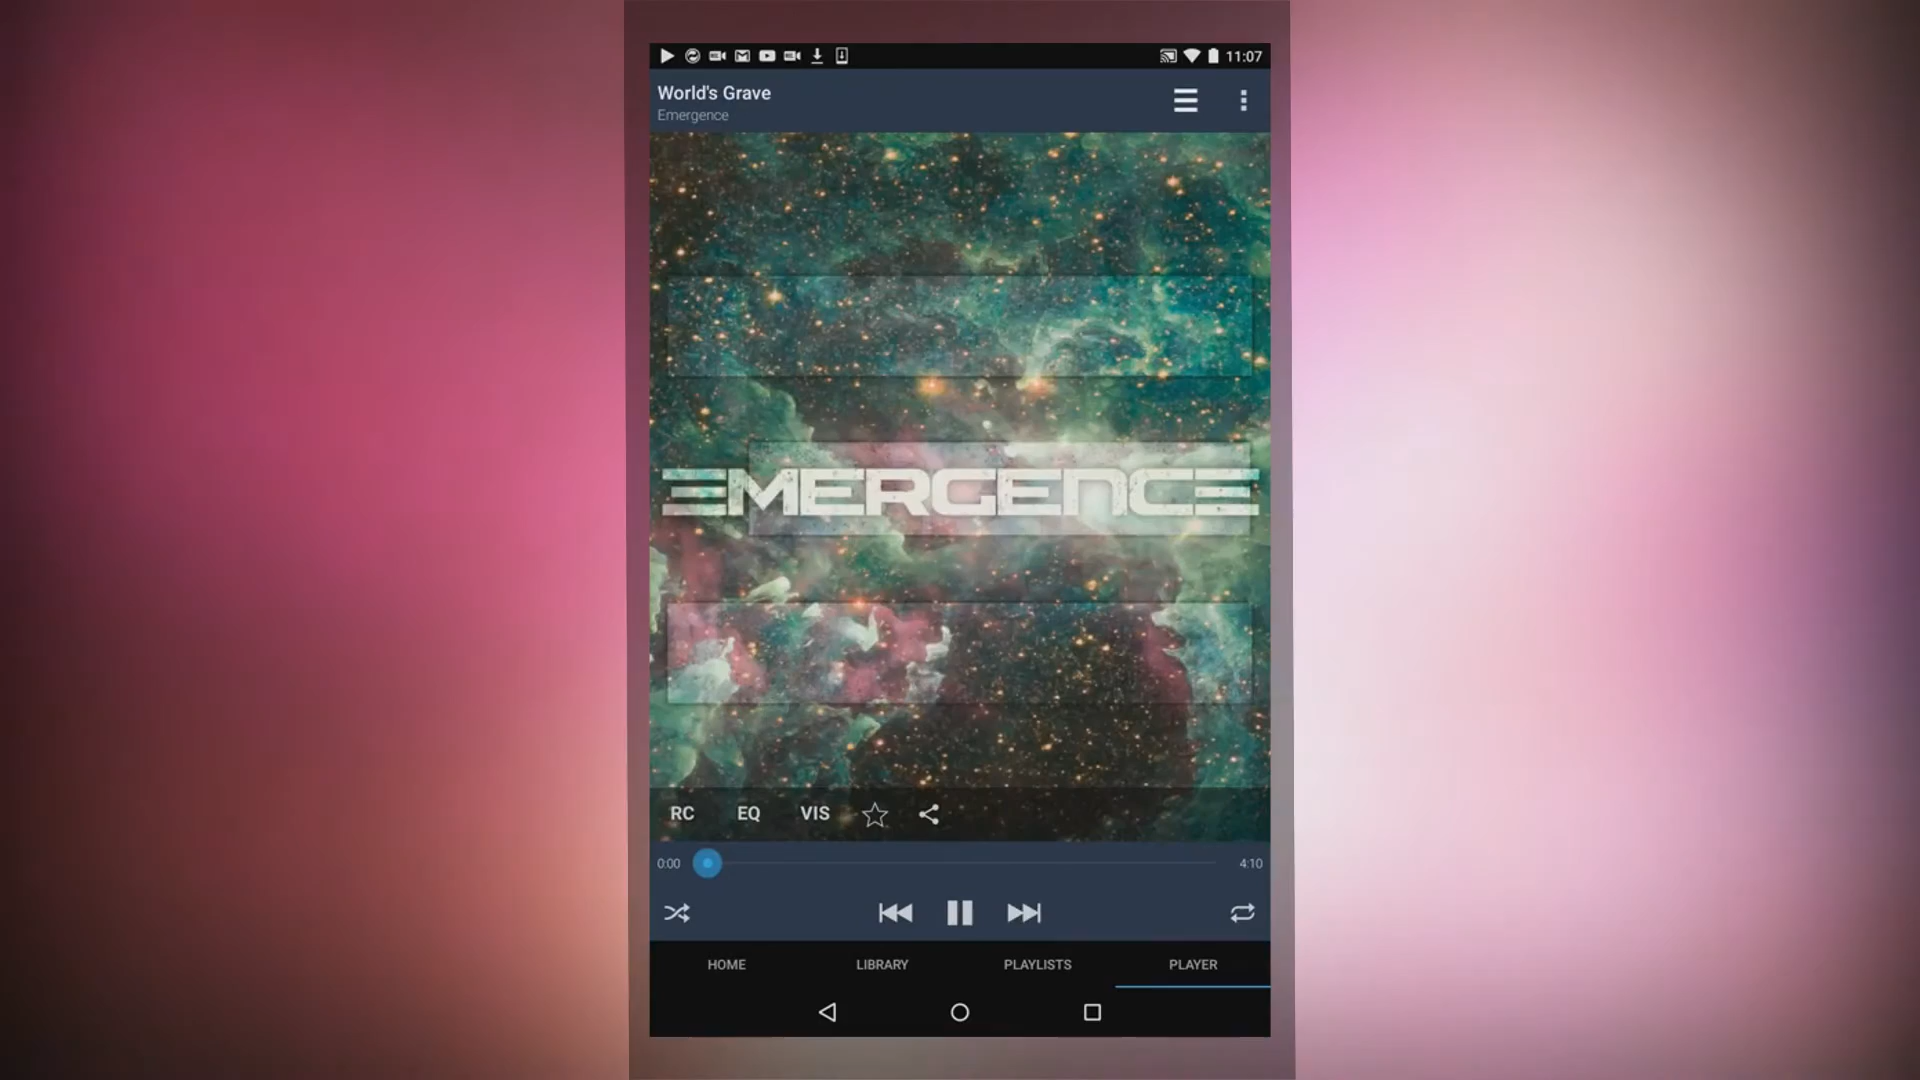 11:07
World's Grave
Emergence
EMERGENCE
RC EQ VIS
0:00 4:10
HOME LIBRARY PLAYLISTS PLAYER